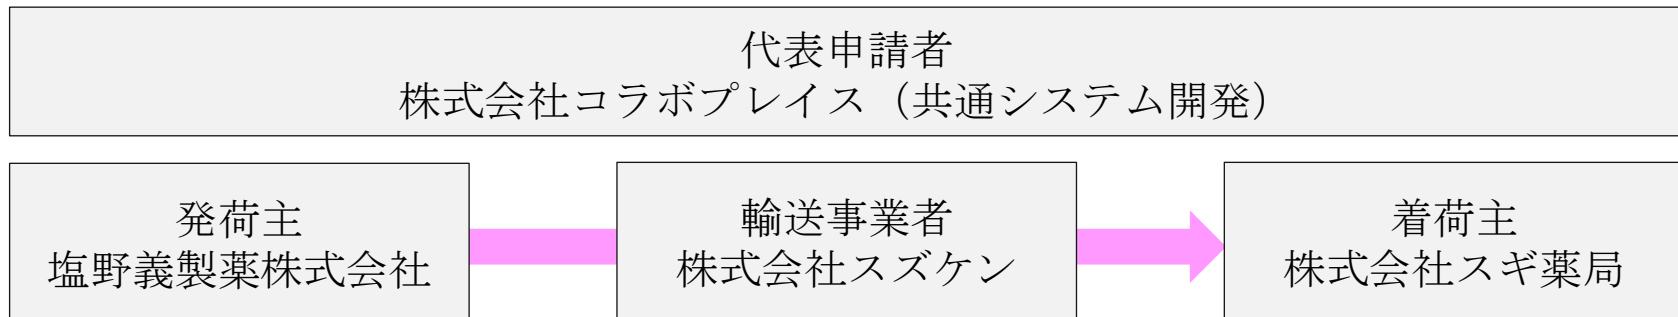 代表申請者
株式会社コラボプレイス（共通システム開発）
発荷主
塩野義製薬株式会社
輸送事業者
株式会社スズケン
着荷主
株式会社スギ薬局